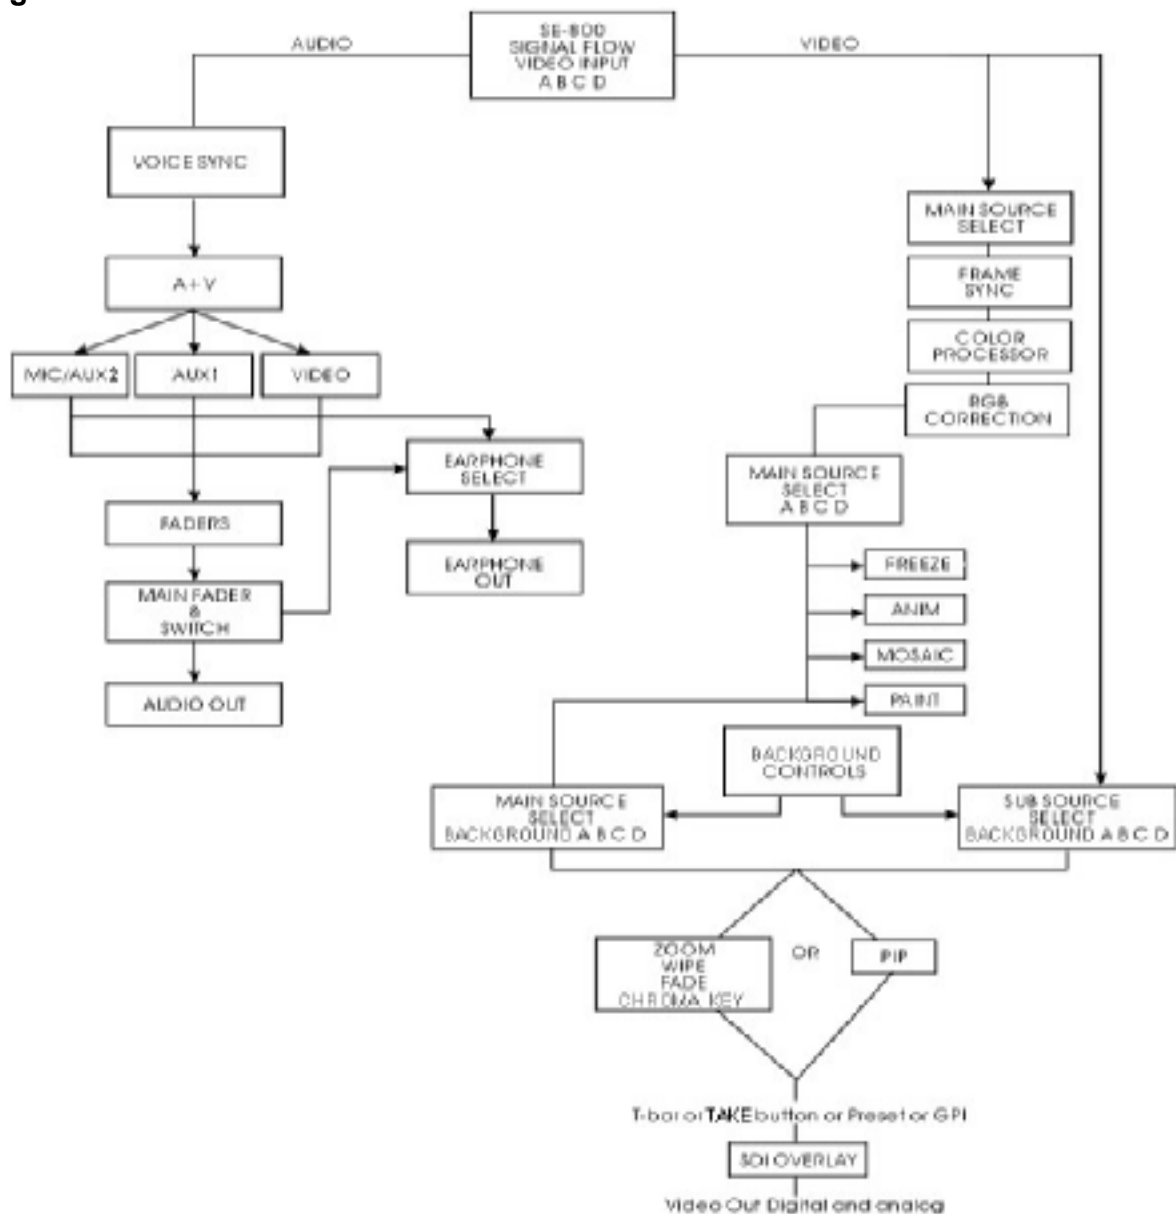 SE-800
SIGNAL FLOW
VIDEO INPUT
A B C D
AUDIO
VIDEO
VOICE SYNC
A+V
MIC/AUX2
AUX1
VIDEO
EARPHONE
SELECT
EARPHONE
OUT
FADERS
MAIN FADER
&
SWITCH
AUDIO OUT
MAIN SOURCE
SELECT
FRAME
SYNC
COLOR
PROCESSOR
RGB
CORRECTION
MAIN SOURCE
SELECT
A B C D
FREEZE
ANIM
MOSAIC
PAINT
BACKGROUND
CONTROLS
MAIN SOURCE
SELECT
BACKGROUND A B C D
SUB SOURCE
SELECT
BACKGROUND A B C D
ZOOM
WIPE
FADE
CHROMA KEY
OR
PIP
T-bar or TAKE button or Preset or GPI
SDI OVERLAY
Video Out Digital and analog